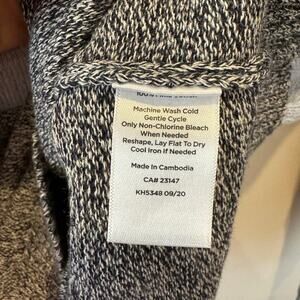 Machine Wash Cold
Gentle Cycle
Only Non-Chlorine Bleach
When Needed
Reshape, Lay Flat To Dry
Cool Iron If Needed
Made In Cambodia
CA# 23147
KH5348 09/20